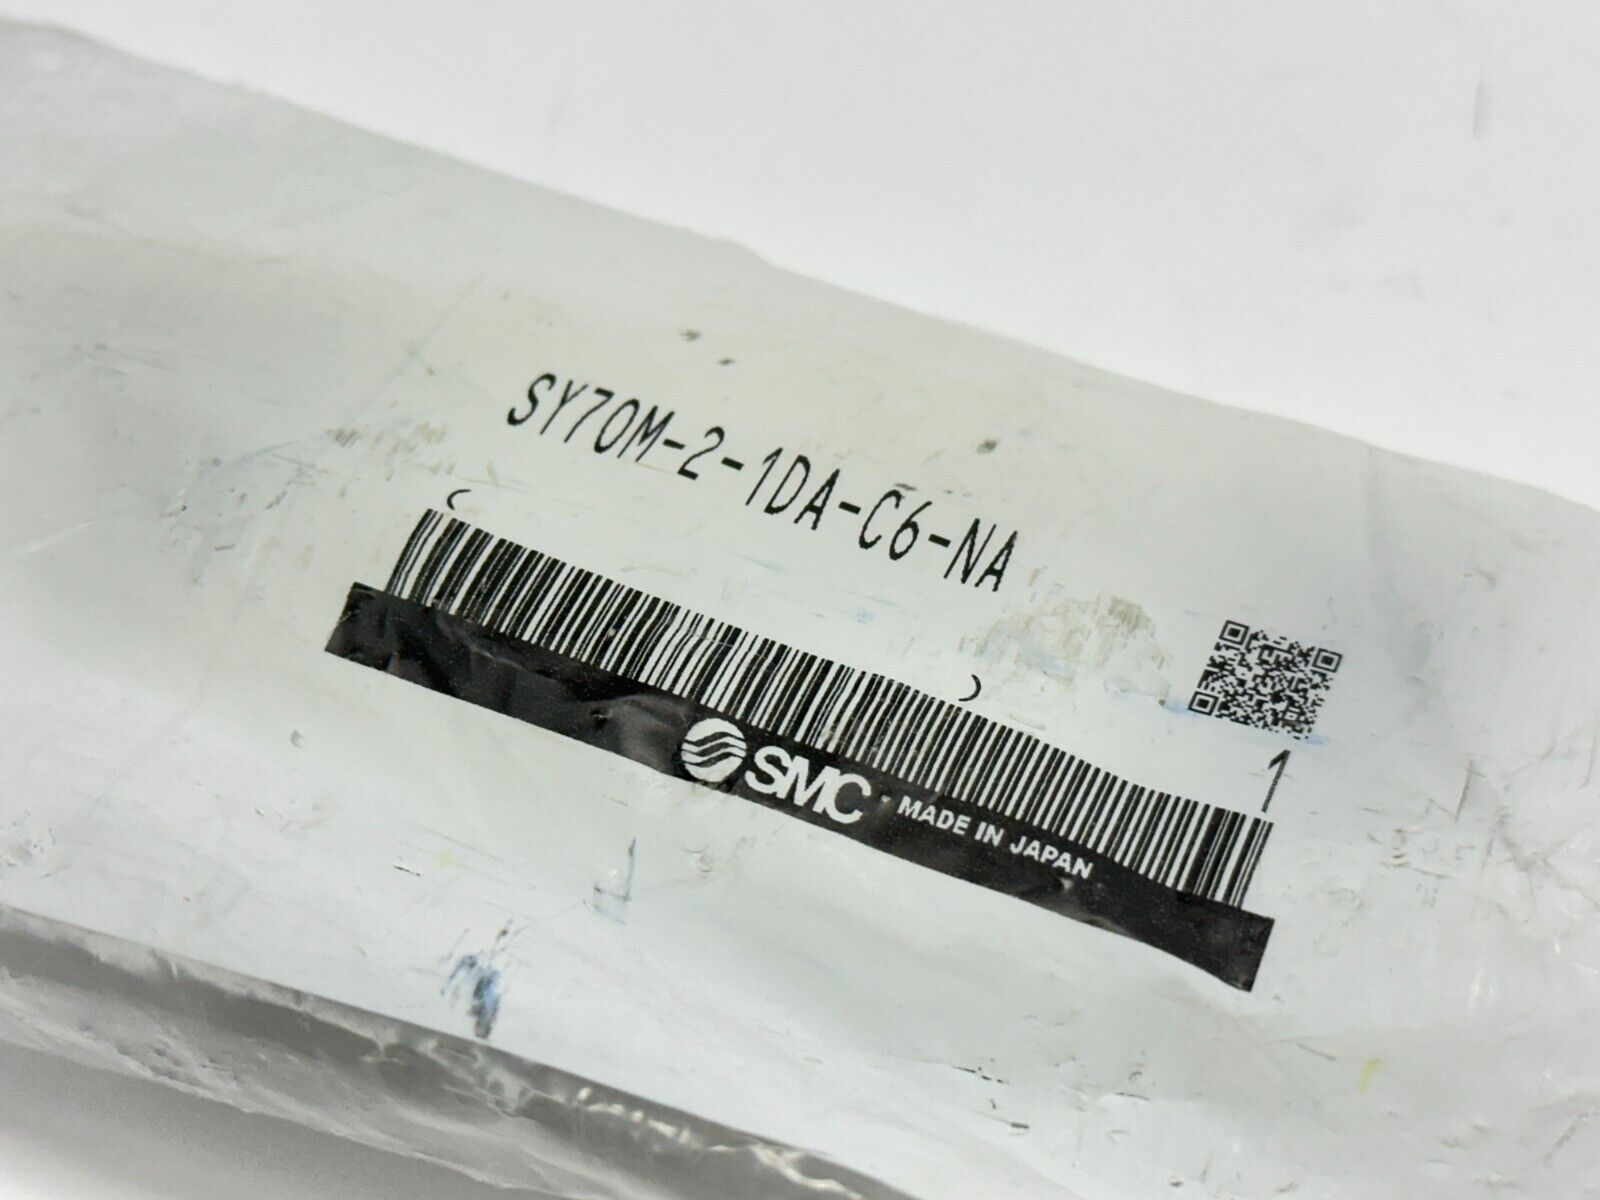 SY70M-2-1DA-C6-NA
( )
1
SMC MADE IN JAPAN